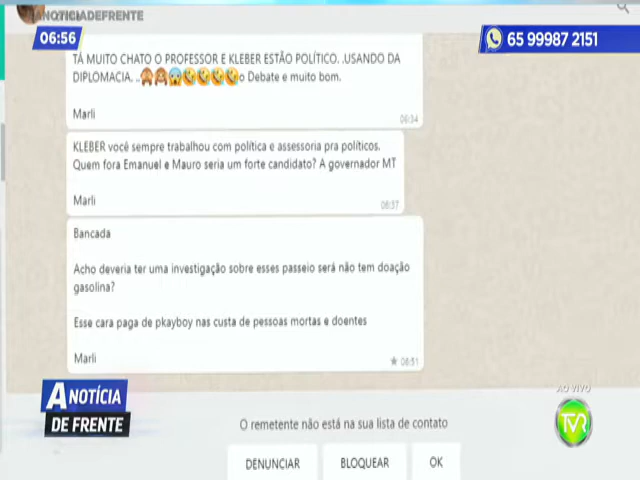 ANOTICIADEFRENTE
06:56
65 99987 2151
TÁ MUITO CHATO O PROFESSOR E KLEBER ESTÃO POLÍTICO. .USANDO DA
DIPLOMACIA. ..🙈🙈😱🤣🤣🤣🤣o Debate e muito bom.
Marli
06:34
KLEBER você sempre trabalhou com política e assessoria pra políticos.
Quem fora Emanuel e Mauro seria um forte candidato? A governador MT
Marli
06:37
Bancada
Acho deveria ter uma investigação sobre esses passeio será não tem doação
gasolina?
Esse cara paga de pkayboy nas custa de pessoas mortas e doentes
Marli
★ 06:51
A NOTÍCIA
DE FRENTE
AO VIVO
TVR
O remetente não está na sua lista de contato
DENUNCIAR
BLOQUEAR
OK